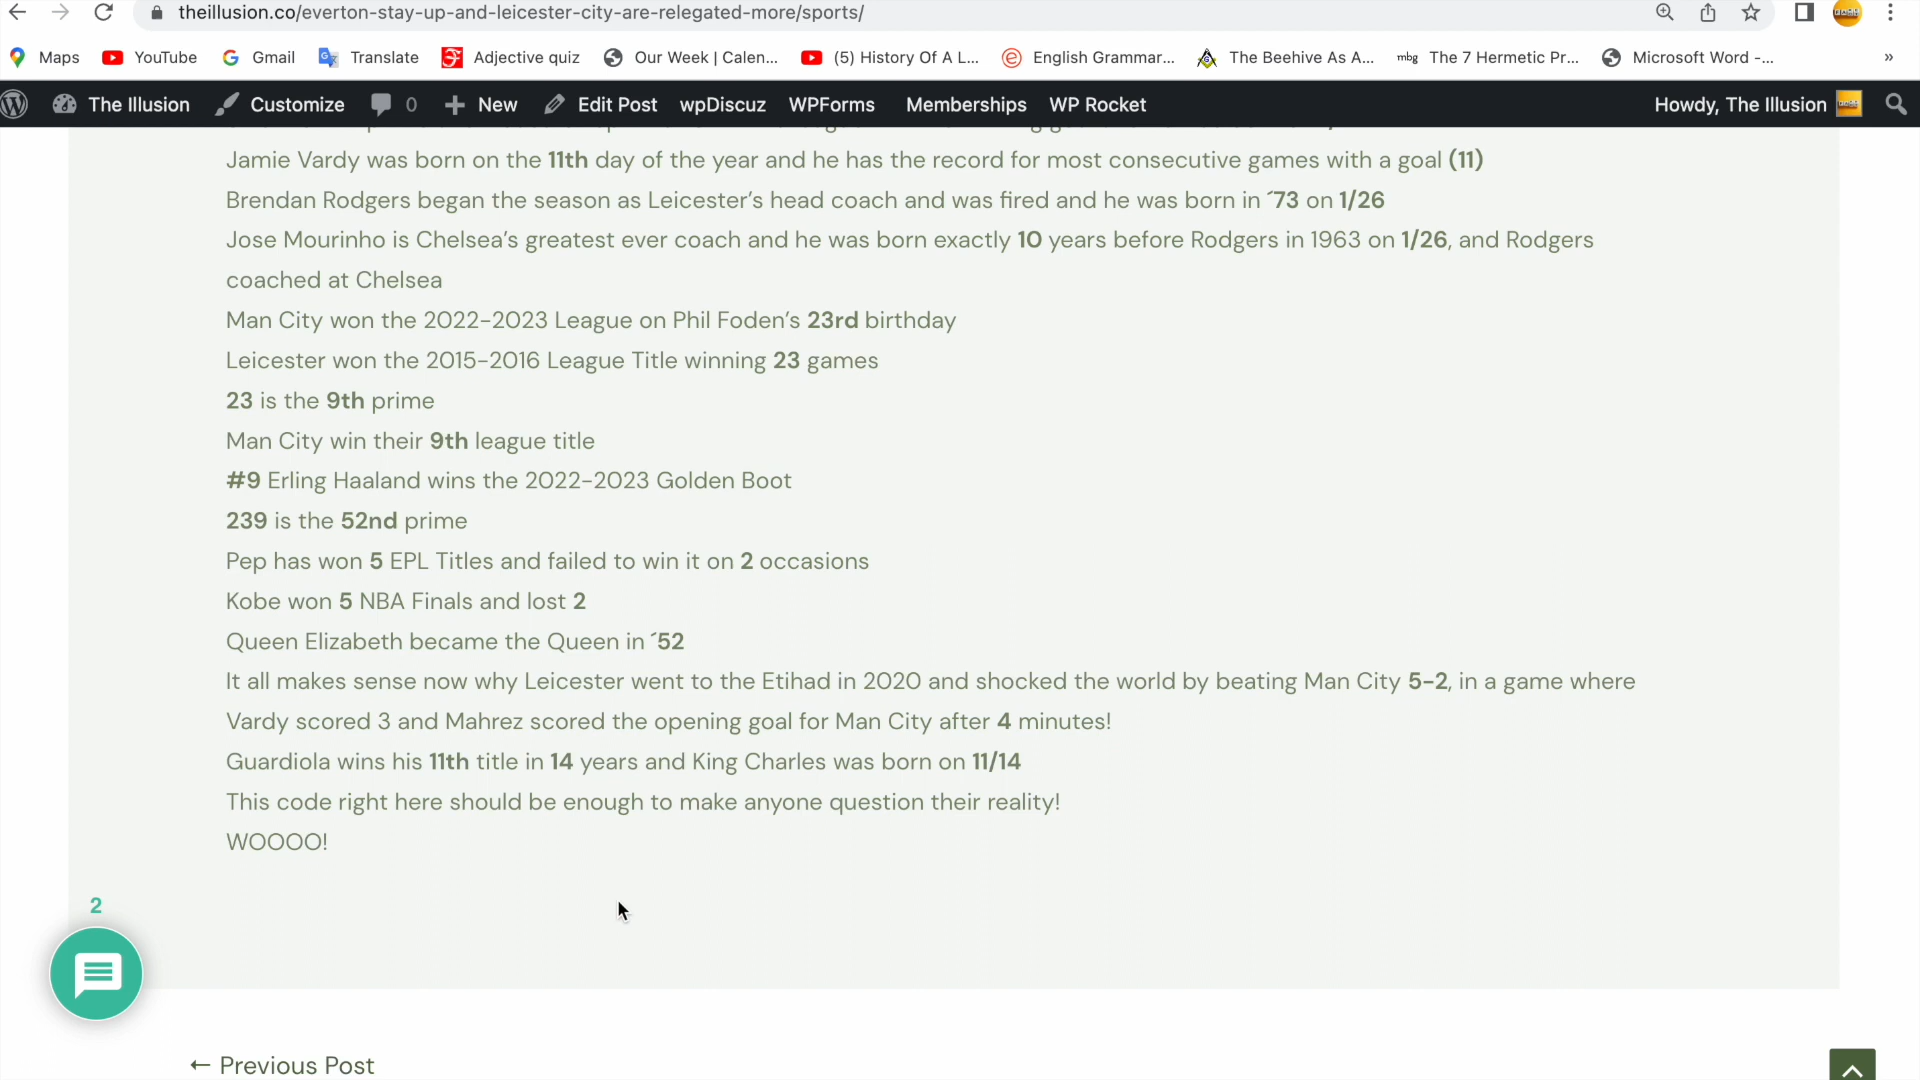 theillusion.co/everton-stay-up-and-leicester-city-are-relegated-more/sports/
Maps YouTube Gmail Translate Adjective quiz Our Week | Calen... (5) History Of A L... English Grammar... The Beehive As A... mbg The 7 Hermetic Pr... Microsoft Word -... »
The Illusion Customize 0 New Edit Post wpDiscuz WPForms Memberships WP Rocket Howdy, The Illusion
Jamie Vardy was born on the 11th day of the year and he has the record for most consecutive games with a goal (11)
Brendan Rodgers began the season as Leicester’s head coach and was fired and he was born in ´73 on 1/26
Jose Mourinho is Chelsea’s greatest ever coach and he was born exactly 10 years before Rodgers in 1963 on 1/26, and Rodgers
coached at Chelsea
Man City won the 2022-2023 League on Phil Foden’s 23rd birthday
Leicester won the 2015-2016 League Title winning 23 games
23 is the 9th prime
Man City win their 9th league title
#9 Erling Haaland wins the 2022-2023 Golden Boot
239 is the 52nd prime
Pep has won 5 EPL Titles and failed to win it on 2 occasions
Kobe won 5 NBA Finals and lost 2
Queen Elizabeth became the Queen in ´52
It all makes sense now why Leicester went to the Etihad in 2020 and shocked the world by beating Man City 5-2, in a game where
Vardy scored 3 and Mahrez scored the opening goal for Man City after 4 minutes!
Guardiola wins his 11th title in 14 years and King Charles was born on 11/14
This code right here should be enough to make anyone question their reality!
WOOOO!
2
← Previous Post